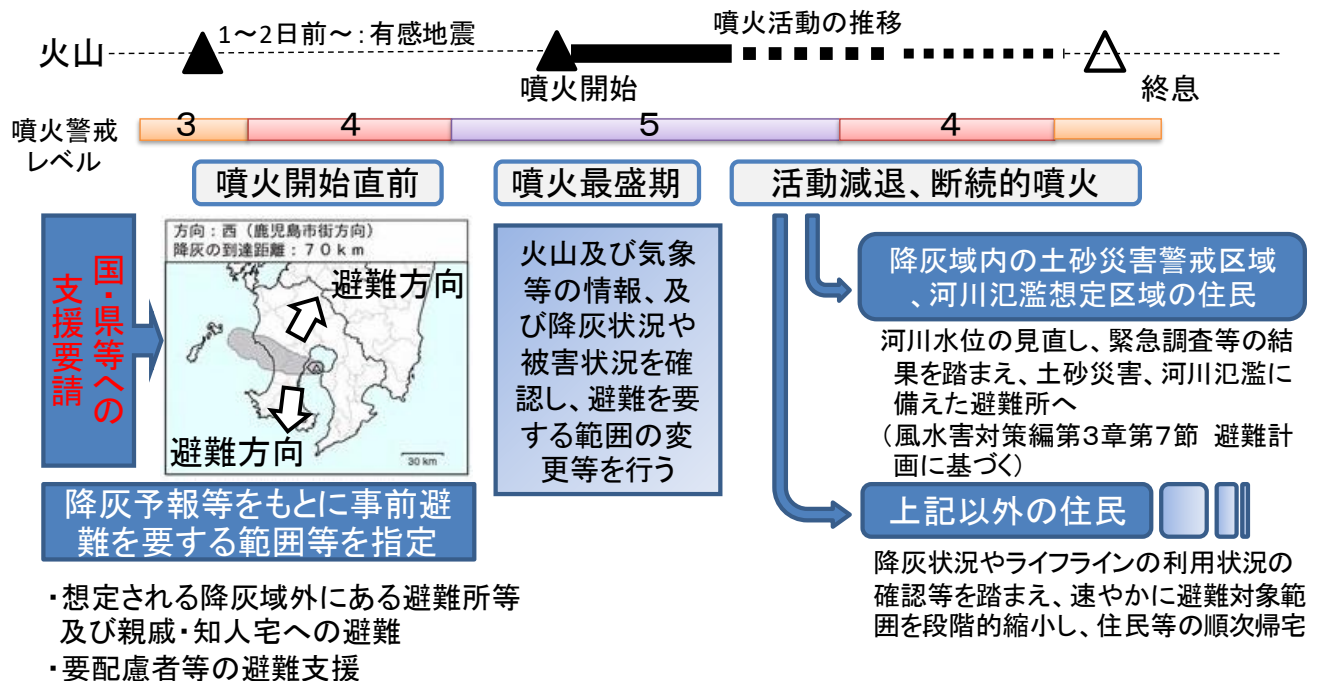 1～2日前～：有感地震
噴火活動の推移
火山
噴火開始
終息
噴火警戒
レベル
3
4
5
4
噴火開始直前
噴火最盛期
活動減退、断続的噴火
国・県等への
支援要請
方向：西（鹿児島市街方向）
降灰の到達距離：７０ｋｍ
避難方向
避難方向
30 km
降灰予報等をもとに事前避
難を要する範囲等を指定
・想定される降灰域外にある避難所等
及び親戚・知人宅への避難
・要配慮者等の避難支援
火山及び気象
等の情報、及
び降灰状況や
被害状況を確
認し、避難を要
する範囲の変
更等を行う
降灰域内の土砂災害警戒区域
、河川氾濫想定区域の住民
河川水位の見直し、緊急調査等の結
果を踏まえ、土砂災害、河川氾濫に
備えた避難所へ
（風水害対策編第3章第7節 避難計
画に基づく）
上記以外の住民
降灰状況やライフラインの利用状況の
確認等を踏まえ、速やかに避難対象範
囲を段階的縮小し、住民等の順次帰宅